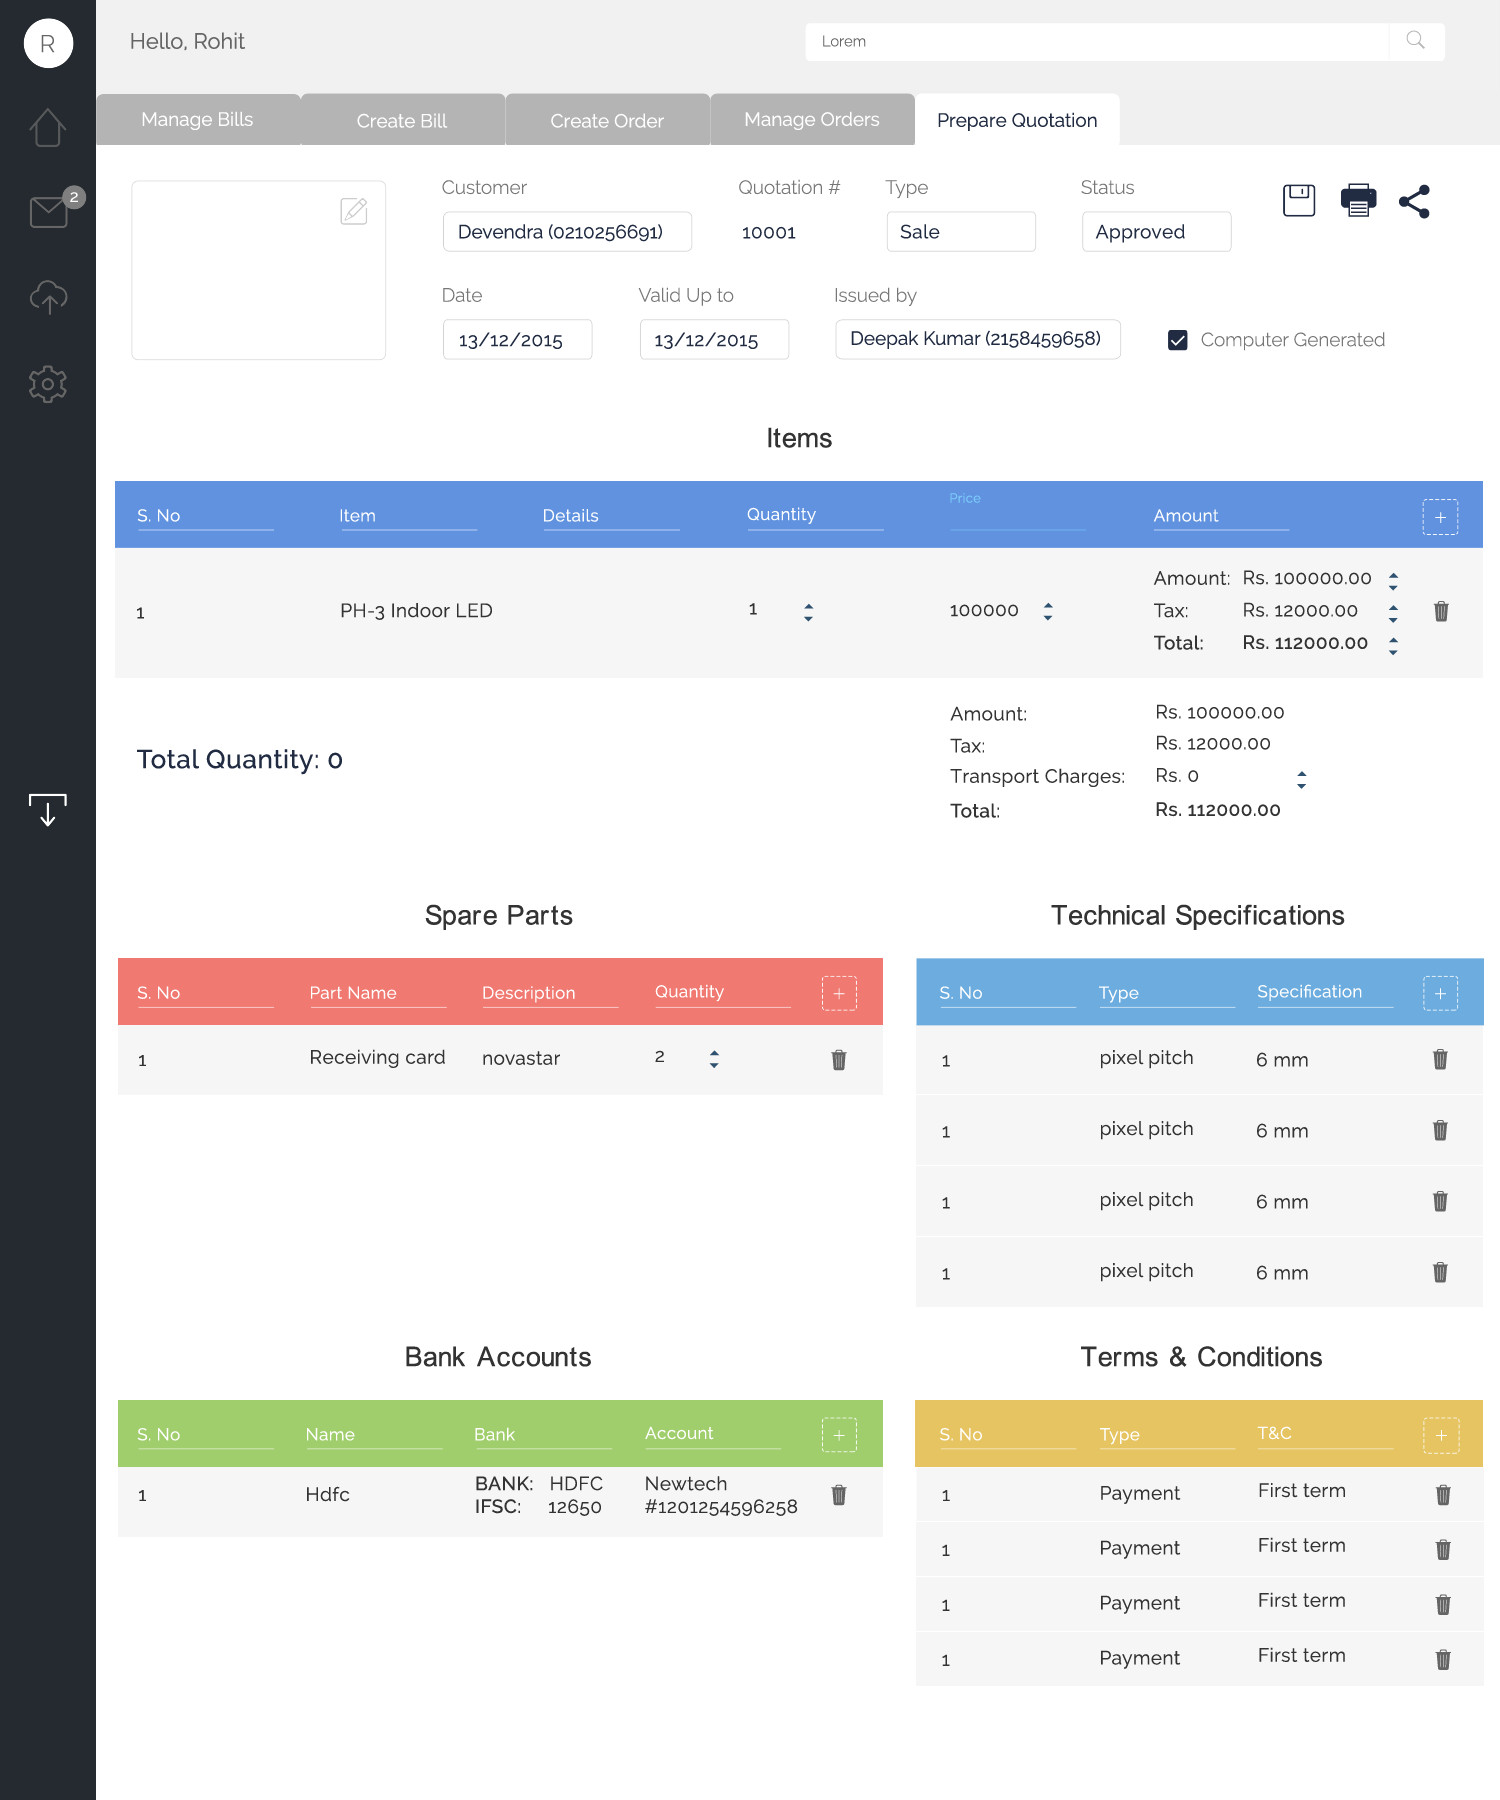 R
Hello, Rohit
Lorem
Manage Bills
Create Bill
Create Order
Manage Orders
Prepare Quotation
2
Customer
Quotation #
Type
Status
Devendra (0210256691)
10001
Sale
Approved
Date
Valid Up to
Issued by
13/12/2015
13/12/2015
Deepak Kumar (2158459658)
Computer Generated
Items
S. No
Item
Details
Quantity
Price
Amount
+
1
PH-3 Indoor LED
1
100000
Amount: Rs. 100000.00
Tax: Rs. 12000.00
Total: Rs. 112000.00
Total Quantity: 0
Amount: Rs. 100000.00
Tax: Rs. 12000.00
Transport Charges: Rs. 0
Total: Rs. 112000.00
Spare Parts
S. No
Part Name
Description
Quantity
+
1
Receiving card
novastar
2
Technical Specifications
S. No
Type
Specification
+
1 pixel pitch 6 mm
1 pixel pitch 6 mm
1 pixel pitch 6 mm
1 pixel pitch 6 mm
Bank Accounts
S. No
Name
Bank
Account
+
1
Hdfc
BANK: HDFC
IFSC: 12650
Newtech
#1201254596258
Terms & Conditions
S. No
Type
T&C
+
1 Payment First term
1 Payment First term
1 Payment First term
1 Payment First term